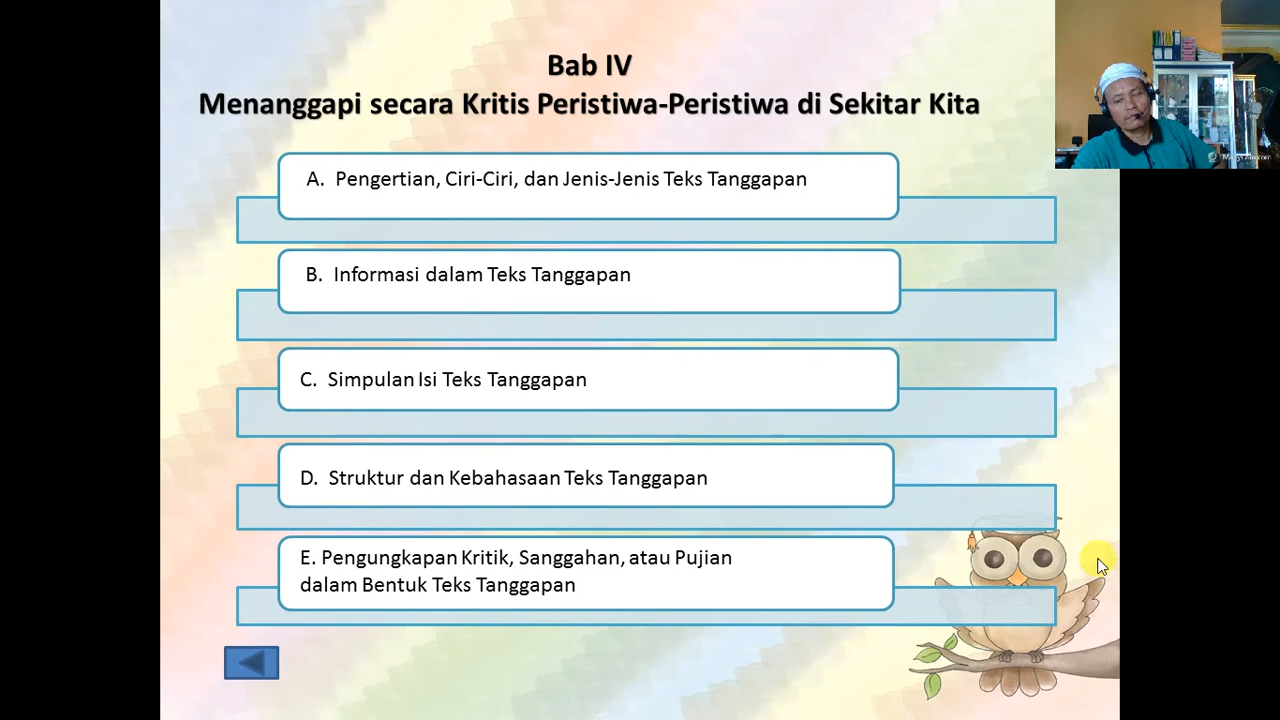 Bab IV
Menanggapi secara Kritis Peristiwa-Peristiwa di Sekitar Kita
A. Pengertian, Ciri-Ciri, dan Jenis-Jenis Teks Tanggapan
B. Informasi dalam Teks Tanggapan
C. Simpulan Isi Teks Tanggapan
D. Struktur dan Kebahasaan Teks Tanggapan
E. Pengungkapan Kritik, Sanggahan, atau Pujian
dalam Bentuk Teks Tanggapan